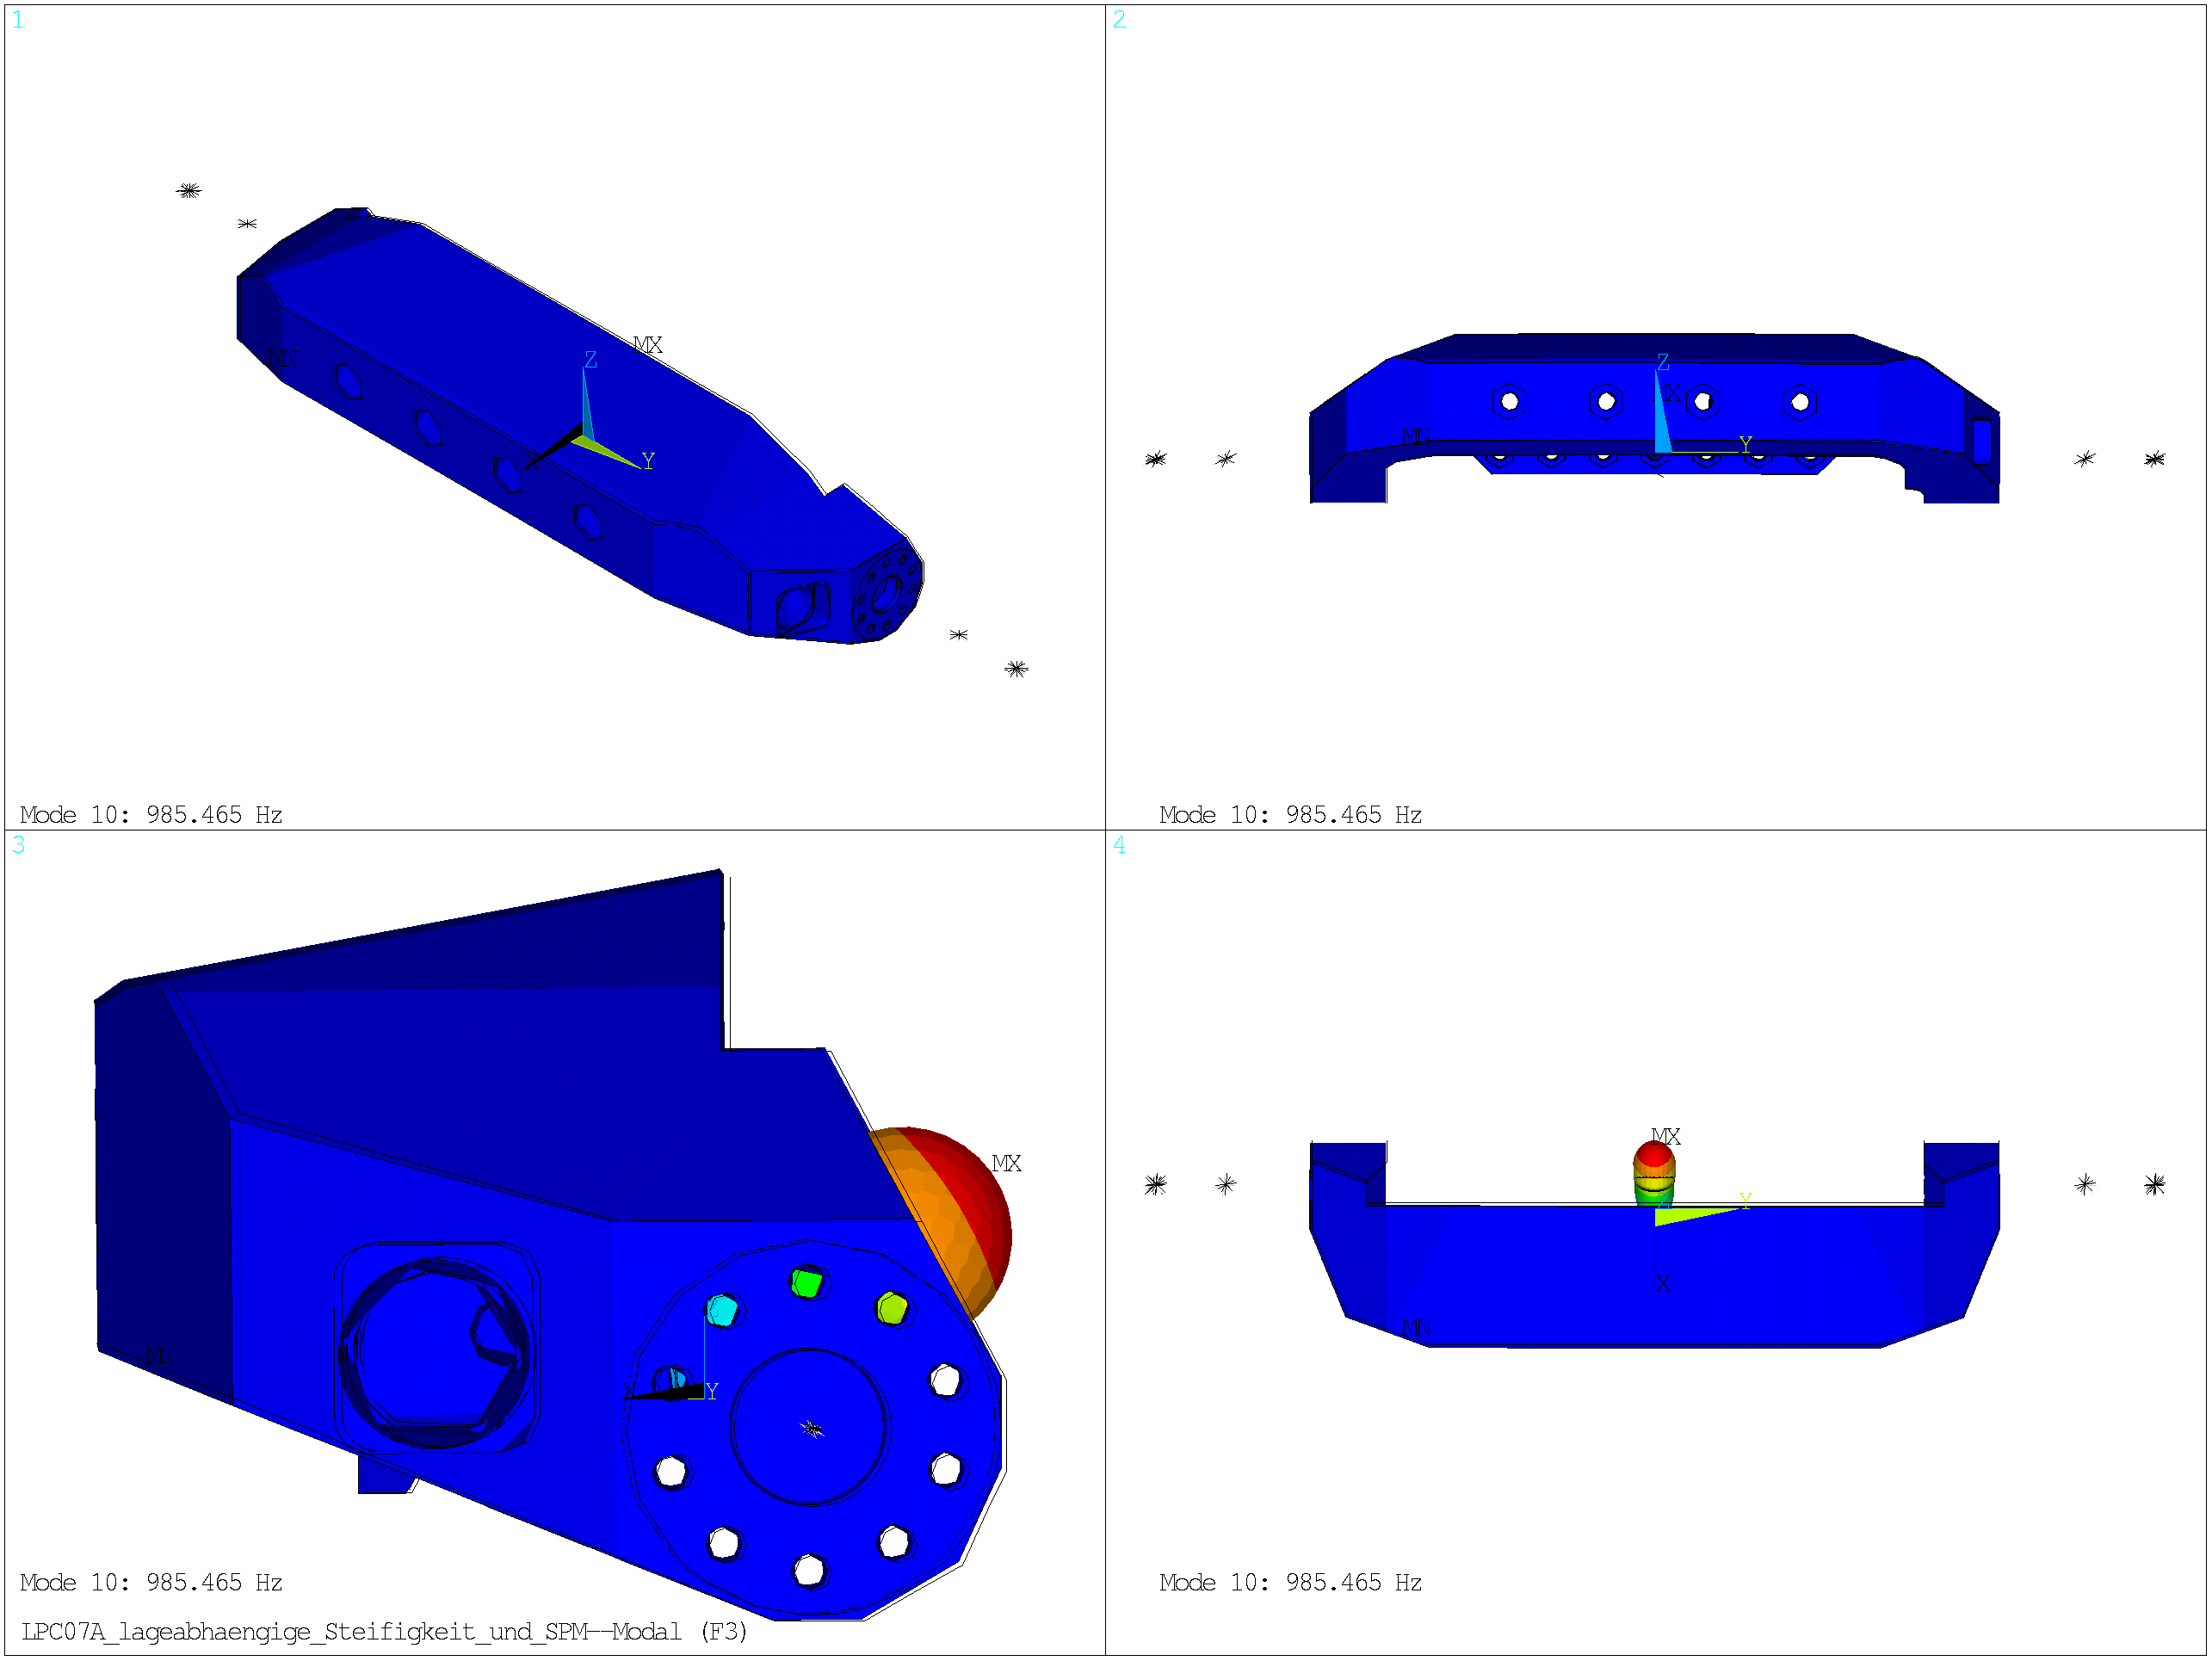 1
MX
Z
MN
X
Y
Mode 10: 985.465 Hz
2
Z
MX
MN
Y
Mode 10: 985.465 Hz
3
MX
MN
X
Y
Mode 10: 985.465 Hz
LPC07A_lageabhaengige_Steifigkeit_und_SPM--Modal (F3)
4
MX
Z
Y
X
MN
Mode 10: 985.465 Hz